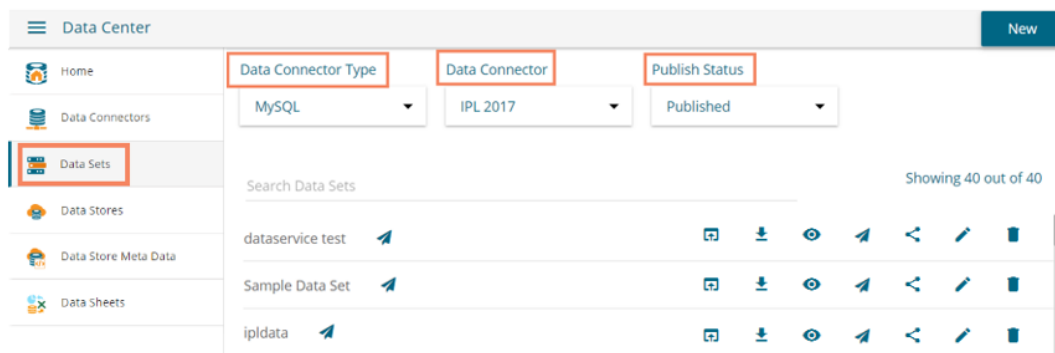 Data Center
New
Home
Data Connectors
Data Sets
Data Stores
Data Store Meta Data
Data Sheets
Data Connector Type
Data Connector
Publish Status
MySQL
IPL 2017
Published
Search Data Sets
Showing 40 out of 40
dataservice test
Sample Data Set
ipldata